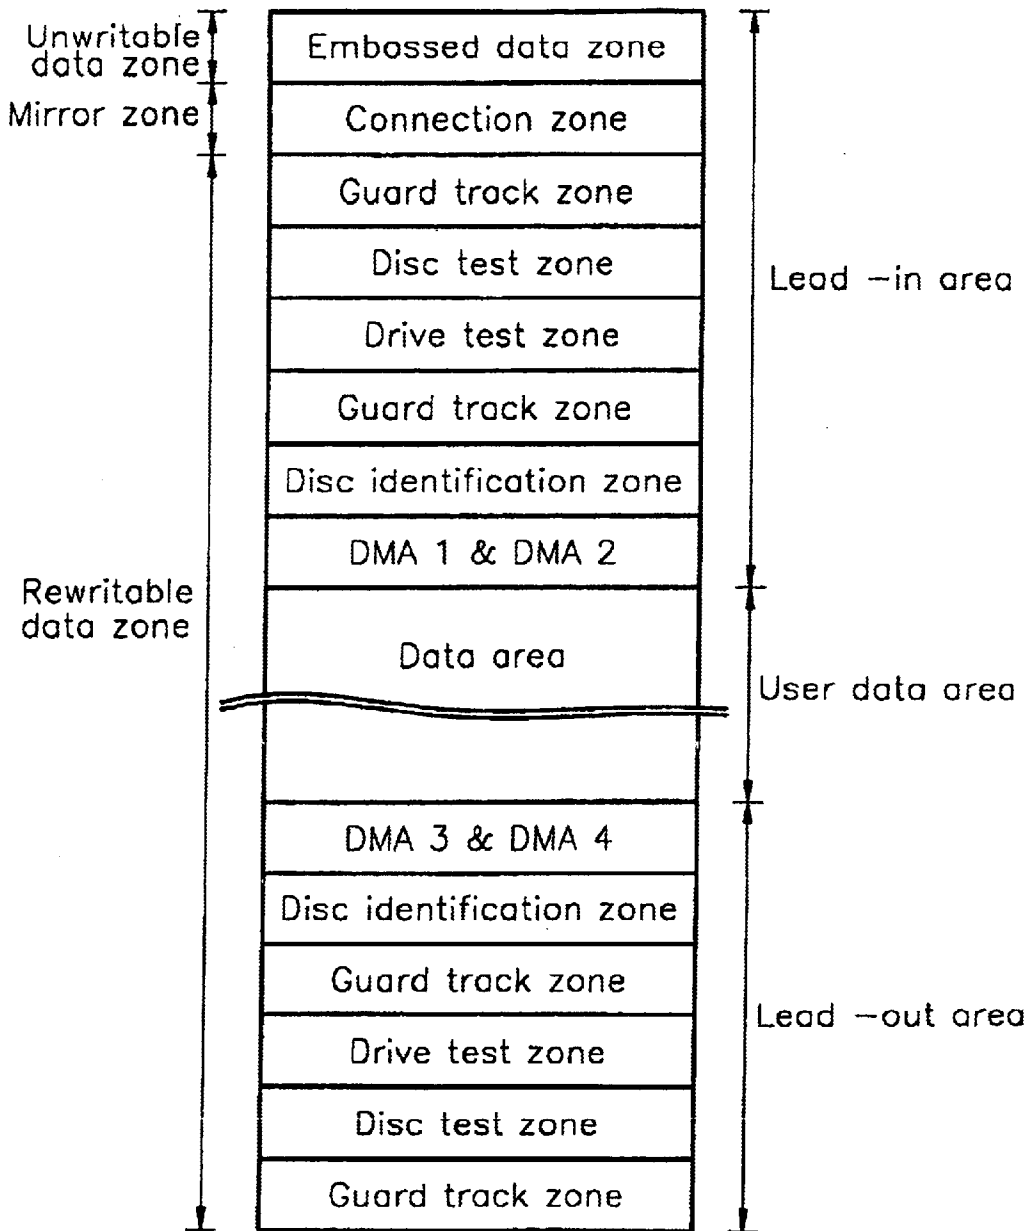 Unwritable
data zone
Embossed data zone
Mirror zone
Connection zone
Guard track zone
Disc test zone
Lead –in area
Drive test zone
Guard track zone
Disc identification zone
DMA 1 & DMA 2
Rewritable
data zone
Data area
User data area
DMA 3 & DMA 4
Disc identification zone
Guard track zone
Lead –out area
Drive test zone
Disc test zone
Guard track zone